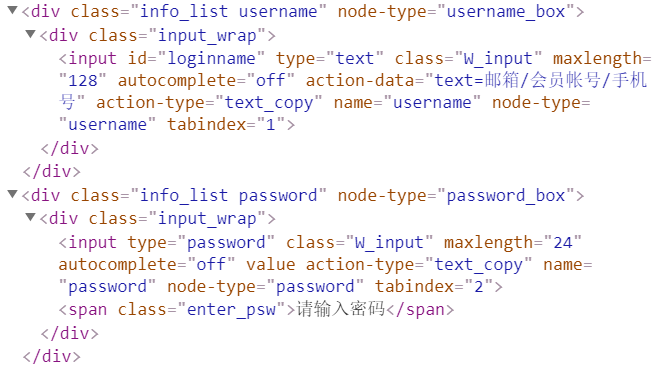 ▼<div class="info_list username" node-type="username_box">
▼<div class="input_wrap">
<input id="loginname" type="text" class="W_input" maxlength=
"128" autocomplete="off" action-data="text=邮箱/会员帐号/手机
号" action-type="text_copy" name="username" node-type=
"username" tabindex="1">
</div>
</div>
▼<div class="info_list password" node-type="password_box">
▼<div class="input_wrap">
<input type="password" class="W_input" maxlength="24"
autocomplete="off" value action-type="text_copy" name=
"password" node-type="password" tabindex="2">
<span class="enter_psw">请输入密码</span>
</div>
</div>